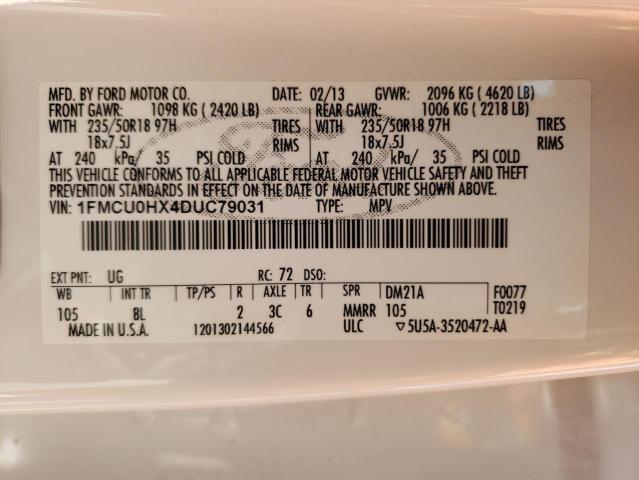 MFD. BY FORD MOTOR CO. DATE: 02/13 GVWR: 2096 KG ( 4620 LB)
FRONT GAWR: 1098 KG ( 2420 LB) REAR GAWR: 1006 KG ( 2218 LB)
WITH 235/50R18 97H TIRES WITH 235/50R18 97H TIRES
18x7.5J RIMS 18x7.5J RIMS
AT 240 kPa/ 35 PSI COLD AT 240 kPa/ 35 PSI COLD
THIS VEHICLE CONFORMS TO ALL APPLICABLE FEDERAL MOTOR VEHICLE SAFETY AND THEFT
PREVENTION STANDARDS IN EFFECT ON THE DATE OF MANUFACTURE SHOWN ABOVE.
VIN: 1FMCU0HX4DUC79031 TYPE: MPV
EXT PNT: UG RC: 72 DSO:
WB INT TR TP/PS R AXLE TR SPR DM21A F0077
105 8L 2 3C 6 MMRR 105 T0219
MADE IN U.S.A. 1201302144566 ULC ▽5U5A-3520472-AA